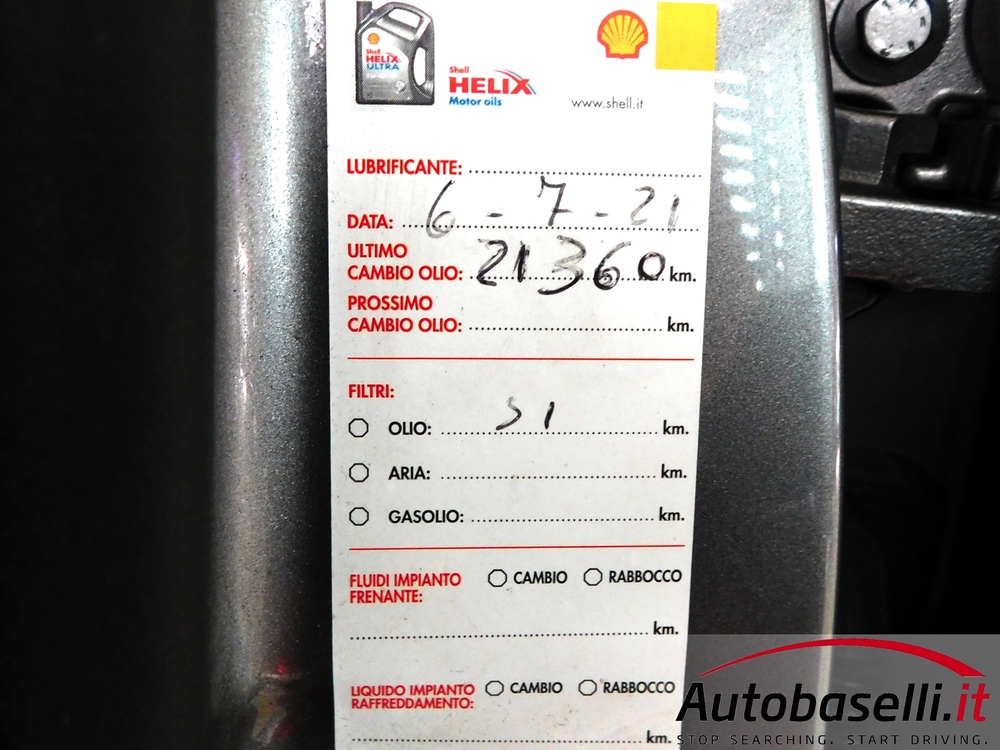 Shell
HELIX
ULTRA
Shell
HELIX
Motor oils
www.shell.it
LUBRIFICANTE: ........................................
DATA: ...6 - 7 - 21
ULTIMO
CAMBIO OLIO: 21360 km.
PROSSIMO
CAMBIO OLIO: ........................................ km.
FILTRI:
OLIO: ..........SI.......... km.
ARIA: ........................................ km.
GASOLIO: ........................................ km.
FLUIDI IMPIANTO FRENANTE: CAMBIO RABBOCCO
........................................ km.
LIQUIDO IMPIANTO RAFFREDDAMENTO: CAMBIO RABBOCCO
........................................ km.
Autobaselli.it
STOP SEARCHING. START DRIVING.